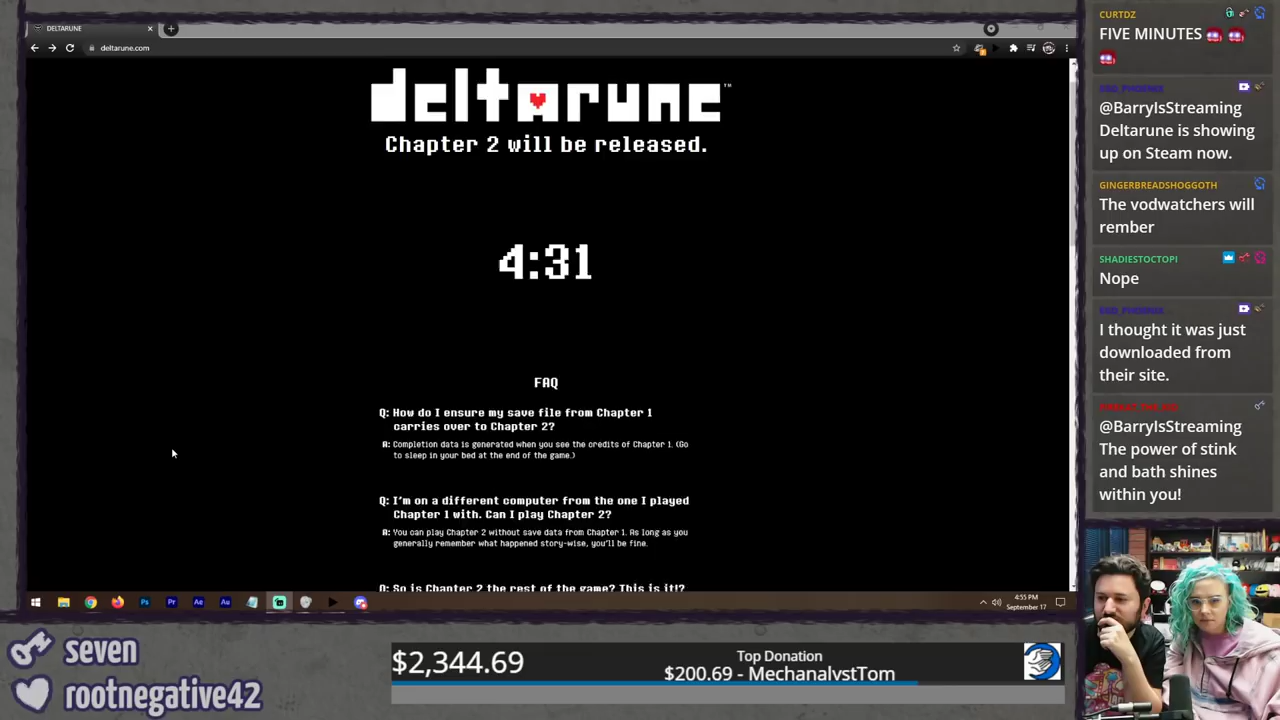 DELTARUNE
deltarune.com
deltarune™
Chapter 2 will be released.
4:31
FAQ
Q: How do I ensure my save file from Chapter 1
carries over to Chapter 2?
A: Completion data is generated when you see the credits of Chapter 1. (Go
to sleep in your bed at the end of the game.)
Q: I'm on a different computer from the one I played
Chapter 1 with. Can I play Chapter 2?
A: You can play Chapter 2 without save data from Chapter 1. As long as you
generally remember what happened story-wise, you'll be fine.
Q: So is Chapter 2 the rest of the game? This is it!?
4:55 PM
September 17
CURTDZ
FIVE MINUTES
@BarryIsStreaming
Deltarune is showing
up on Steam now.
GINGERBREADSHOGGOTH
The vodwatchers will
rember
SHADIESTOCTOPI
Nope
I thought it was just
downloaded from
their site.
@BarryIsStreaming
The power of stink
and bath shines
within you!
seven
rootnegative42
$2,344.69
Top Donation
$200.69 - MechanalystTom